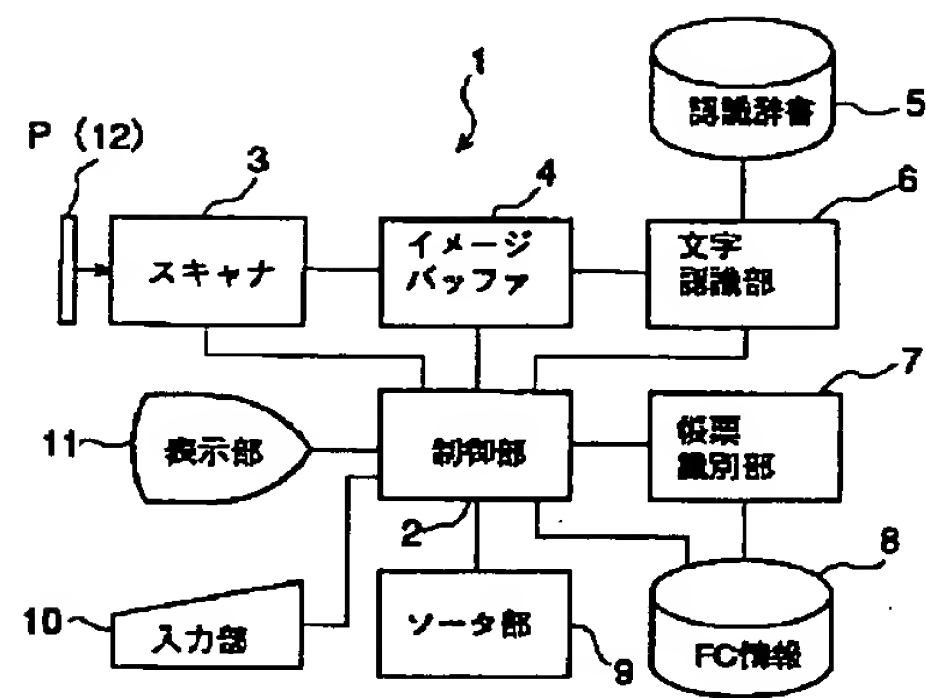 1
認識辞書
5
P (12)
3
4
6
スキャナ
イメージ
バッファ
文字
認識部
7
11
表示部
制御部
帳票
識別部
2
8
10
入力部
ソータ部
9
FC情報